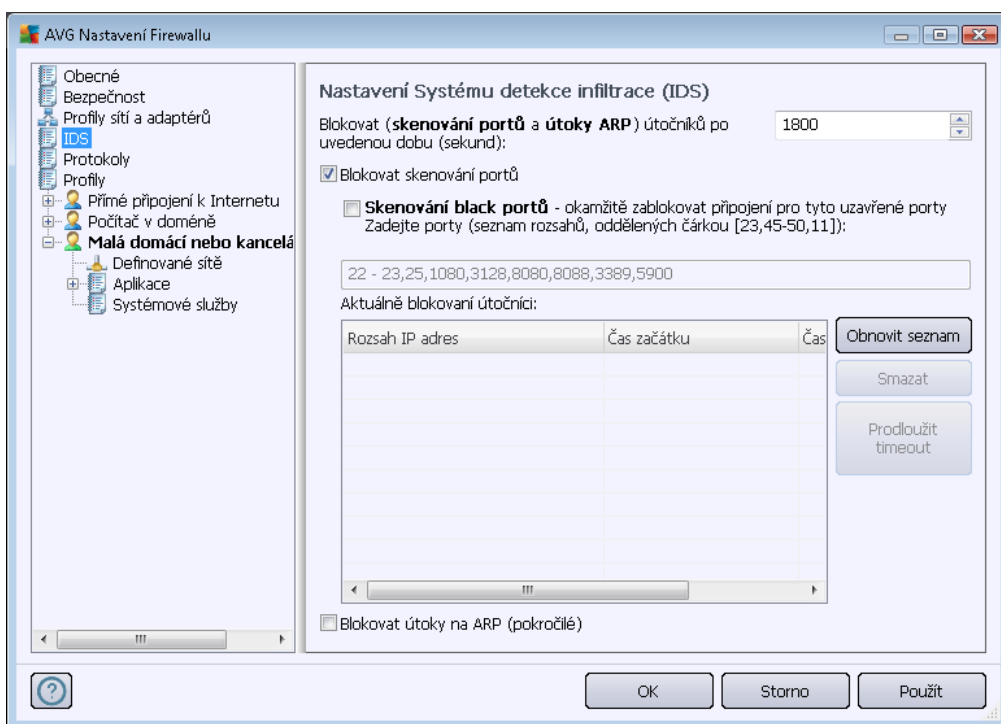 AVG Nastavení Firewallu
Obecné
Bezpečnost
Profily sítí a adaptérů
IDS
Protokoly
Profily
Přímé připojení k Internetu
Počítač v doméně
Malá domácí nebo kancelá
Definované sítě
Aplikace
Systémové služby
Nastavení Systému detekce infiltrace (IDS)
Blokovat (skenování portů a útoky ARP) útočníků po
uvedenou dobu (sekund):
1800
Blokovat skenování portů
Skenování black portů - okamžitě zablokovat připojení pro tyto uzavřené porty
Zadejte porty (seznam rozsahů, oddělených čárkou [23,45-50,11]):
22 - 23,25,1080,3128,8080,8088,3389,5900
Aktuálně blokovaní útočníci:
Rozsah IP adres
Čas začátku
Čas
Obnovit seznam
Smazat
Prodloužit
timeout
Blokovat útoky na ARP (pokročilé)
OK
Storno
Použít